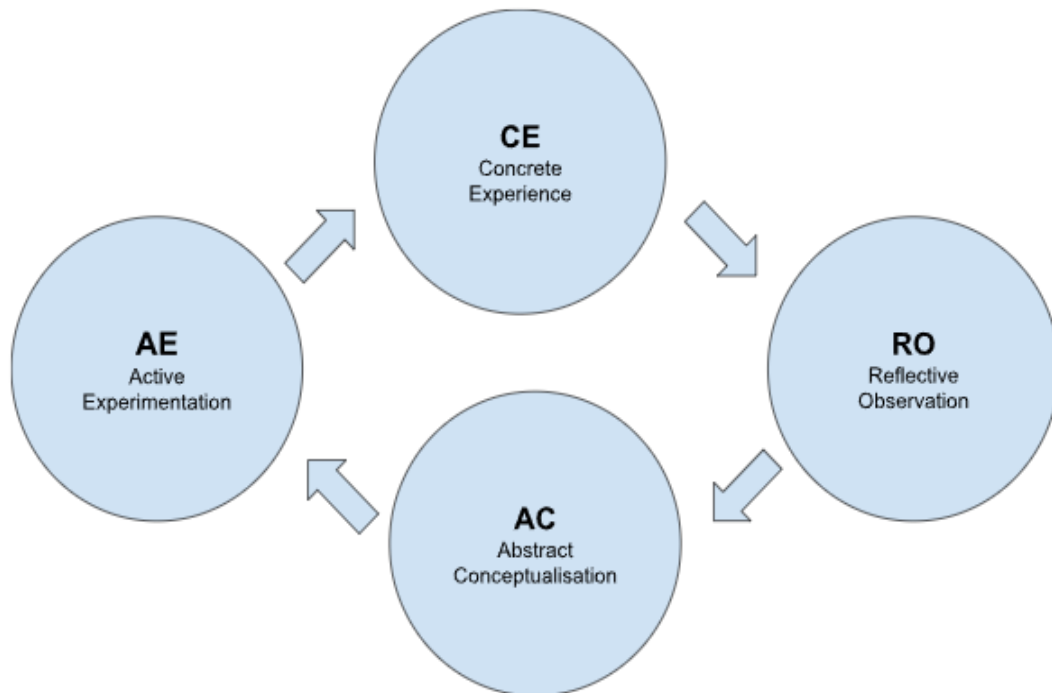 CE
Concrete
Experience
AE
Active
Experimentation
RO
Reflective
Observation
AC
Abstract
Conceptualisation